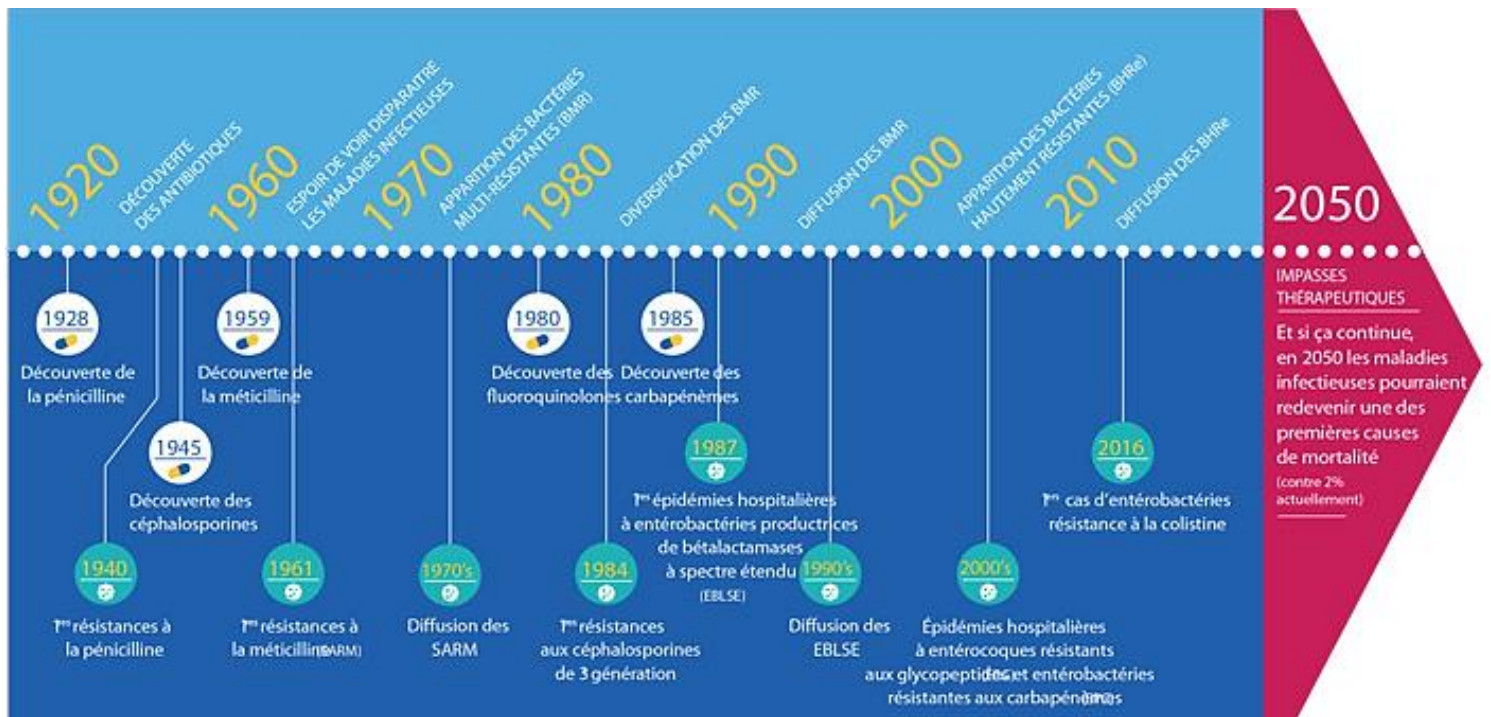 1920
DÉCOUVERTE
DES ANTIBIOTIQUES
1960
ESPOIR DE VOIR DISPARAITRE
LES MALADIES INFECTIEUSES
1970
APPARITION DES BACTÉRIES
MULTI-RÉSISTANTES (BMR)
1980
DIVERSIFICATION DES BMR
1990
DIFFUSION DES BMR
2000
APPARITION DES BACTÉRIES
HAUTEMENT RÉSISTANTES (BHRe)
2010
DIFFUSION DES BHRe
2050
IMPASSES
THÉRAPEUTIQUES
Et si ça continue,
en 2050 les maladies
infectieuses pourraient
redevenir une des
premières causes
de mortalité
(contre 2%
actuellement)
1928
Découverte de
la pénicilline
1959
Découverte de
la méticilline
1980
Découverte des
fluoroquinolones
1985
Découverte des
carbapénèmes
1945
Découverte des
céphalosporines
1987
1res épidémies hospitalières
à entérobactéries productrices
de bétalactamases
à spectre étendu
(EBLSE)
2016
1ers cas d'entérobactéries
résistance à la colistine
1940
1res résistances à
la pénicilline
1961
1res résistances à
la méticilline (SARM)
1970's
Diffusion des
SARM
1984
1res résistances
aux céphalosporines
de 3 génération
1990's
Diffusion des
EBLSE
2000's
Épidémies hospitalières
à entérocoques résistants
aux glycopeptides et entérobactéries
résistantes aux carbapénèmes